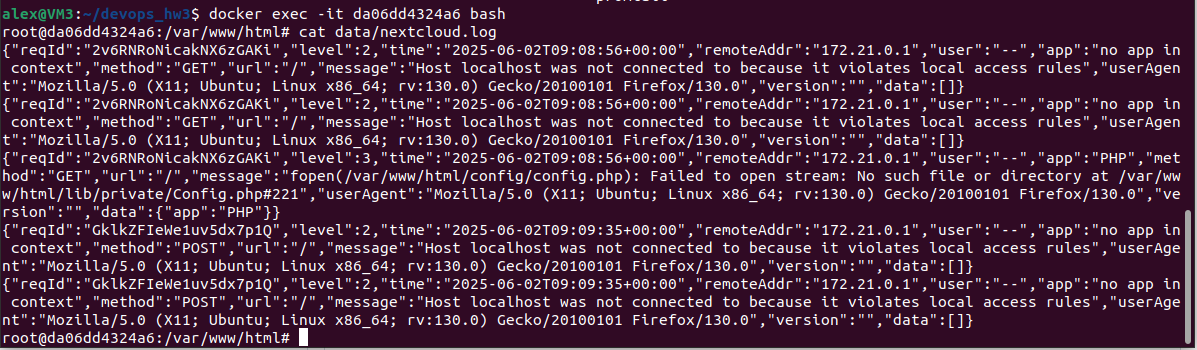 alex@VM3:~/devops_hw3$ docker exec -it da06dd4324a6 bash
root@da06dd4324a6:/var/www/html# cat data/nextcloud.log
{"reqId":"2v6RNRoNicakNX6zGAKi","level":2,"time":"2025-06-02T09:08:56+00:00","remoteAddr":"172.21.0.1","user":"--","app":"no app in
 context","method":"GET","url":"/","message":"Host localhost was not connected to because it violates local access rules","userAgen
t":"Mozilla/5.0 (X11; Ubuntu; Linux x86_64; rv:130.0) Gecko/20100101 Firefox/130.0","version":"","data":[]}
{"reqId":"2v6RNRoNicakNX6zGAKi","level":2,"time":"2025-06-02T09:08:56+00:00","remoteAddr":"172.21.0.1","user":"--","app":"no app in
 context","method":"GET","url":"/","message":"Host localhost was not connected to because it violates local access rules","userAgen
t":"Mozilla/5.0 (X11; Ubuntu; Linux x86_64; rv:130.0) Gecko/20100101 Firefox/130.0","version":"","data":[]}
{"reqId":"2v6RNRoNicakNX6zGAKi","level":3,"time":"2025-06-02T09:08:56+00:00","remoteAddr":"172.21.0.1","user":"--","app":"PHP","met
hod":"GET","url":"/","message":"fopen(/var/www/html/config/config.php): Failed to open stream: No such file or directory at /var/ww
w/html/lib/private/Config.php#221","userAgent":"Mozilla/5.0 (X11; Ubuntu; Linux x86_64; rv:130.0) Gecko/20100101 Firefox/130.0","ve
rsion":"","data":{"app":"PHP"}}
{"reqId":"GklkZFIeWe1uv5dx7p1Q","level":2,"time":"2025-06-02T09:09:35+00:00","remoteAddr":"172.21.0.1","user":"--","app":"no app in
 context","method":"POST","url":"/","message":"Host localhost was not connected to because it violates local access rules","userAge
nt":"Mozilla/5.0 (X11; Ubuntu; Linux x86_64; rv:130.0) Gecko/20100101 Firefox/130.0","version":"","data":[]}
{"reqId":"GklkZFIeWe1uv5dx7p1Q","level":2,"time":"2025-06-02T09:09:35+00:00","remoteAddr":"172.21.0.1","user":"--","app":"no app in
 context","method":"POST","url":"/","message":"Host localhost was not connected to because it violates local access rules","userAge
nt":"Mozilla/5.0 (X11; Ubuntu; Linux x86_64; rv:130.0) Gecko/20100101 Firefox/130.0","version":"","data":[]}
root@da06dd4324a6:/var/www/html#